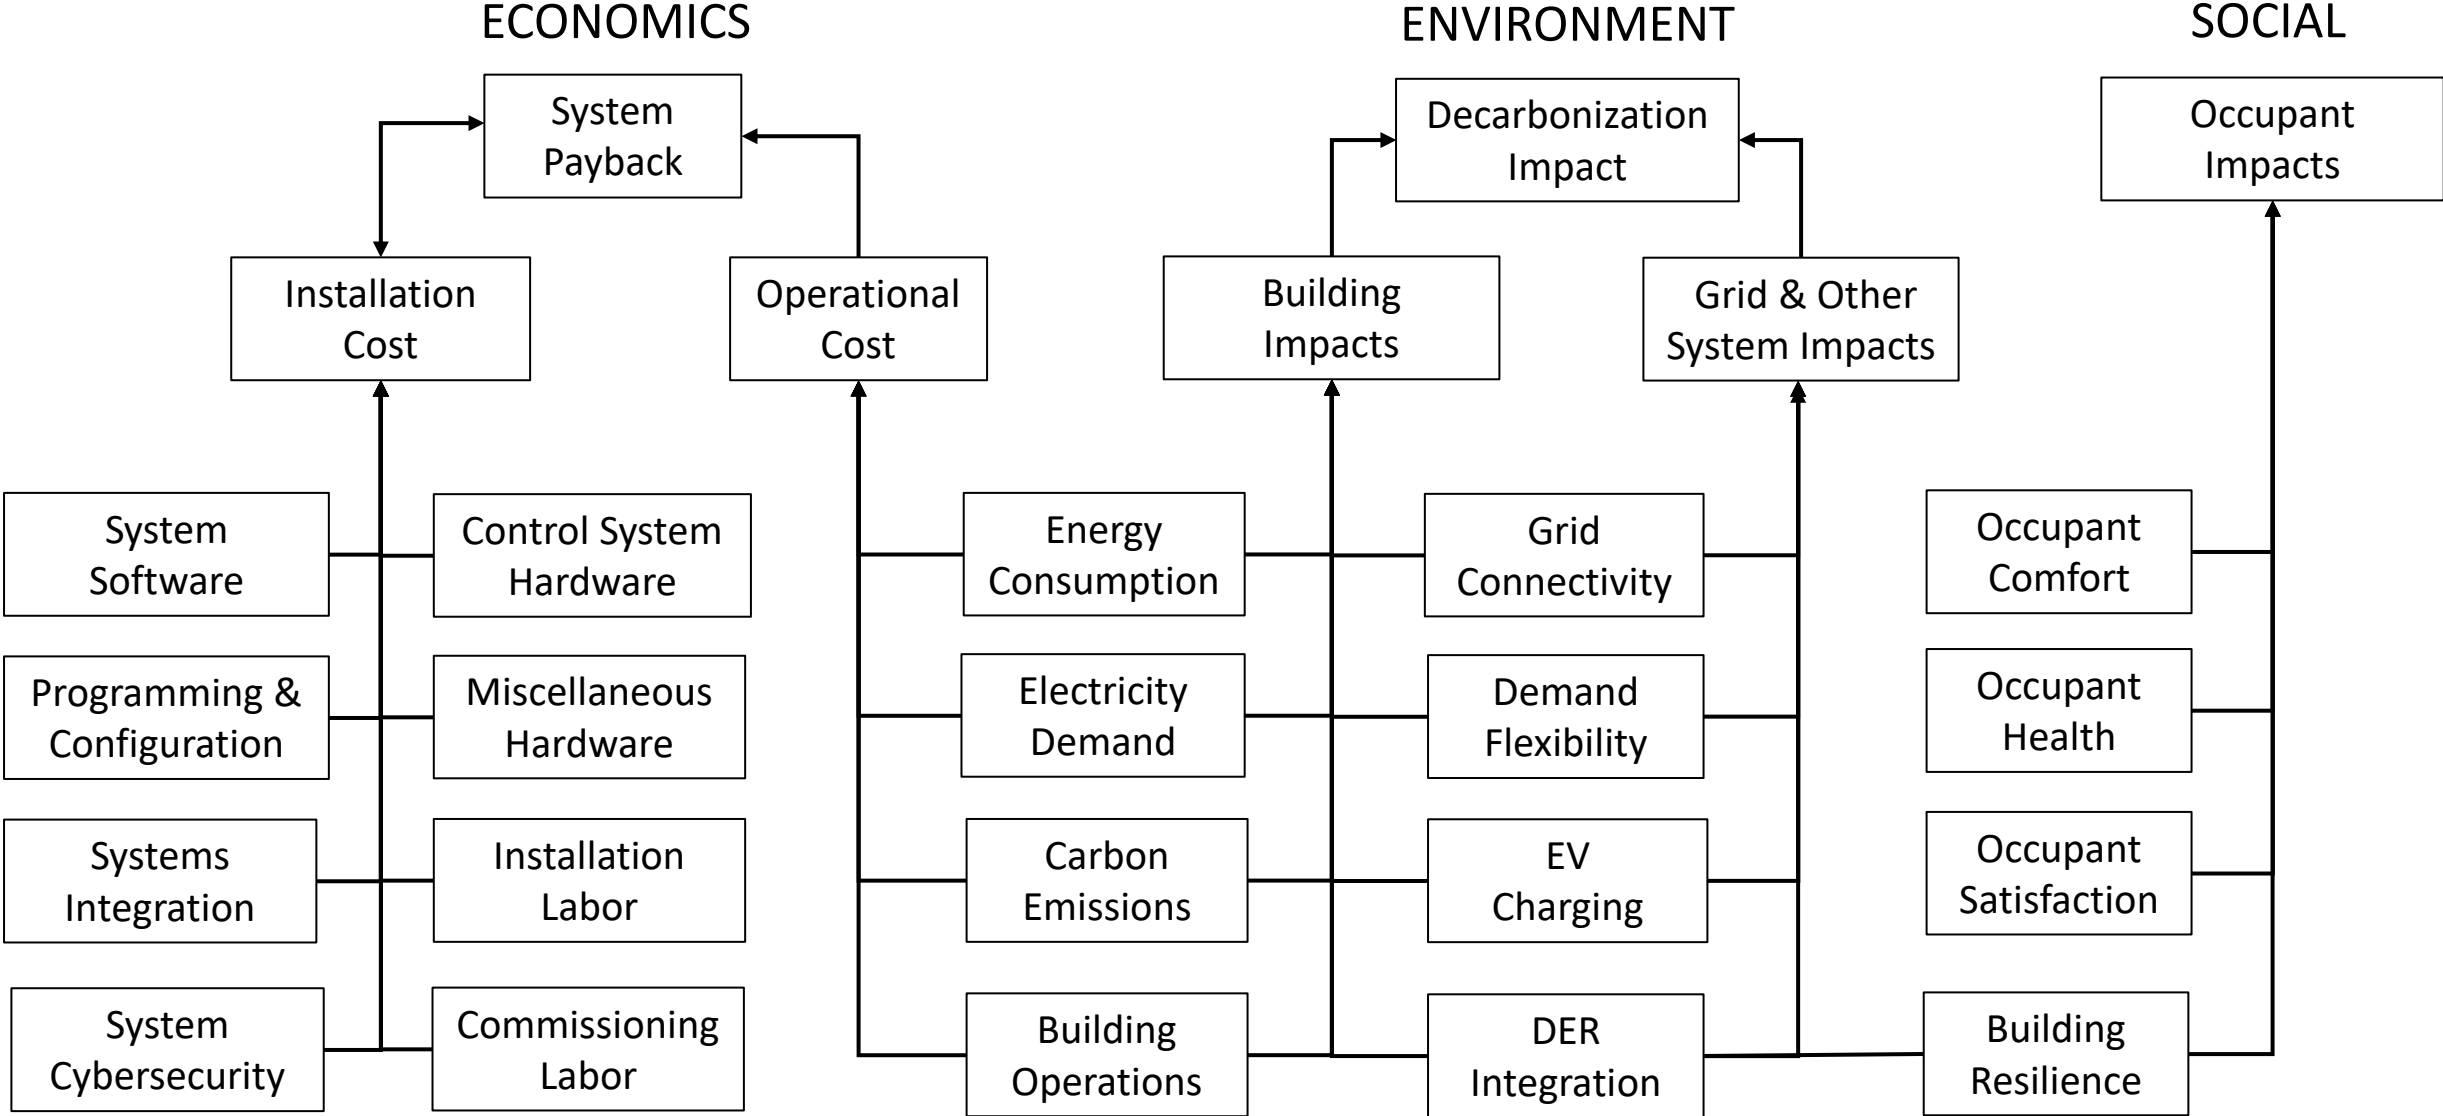 ECONOMICS
ENVIRONMENT
SOCIAL
System
Payback
Decarbonization
Impact
Occupant
Impacts
Installation
Cost
Operational
Cost
Building
Impacts
Grid & Other
System Impacts
System
Software
Control System
Hardware
Energy
Consumption
Grid
Connectivity
Occupant
Comfort
Programming &
Configuration
Miscellaneous
Hardware
Electricity
Demand
Demand
Flexibility
Occupant
Health
Systems
Integration
Installation
Labor
Carbon
Emissions
EV
Charging
Occupant
Satisfaction
System
Cybersecurity
Commissioning
Labor
Building
Operations
DER
Integration
Building
Resilience